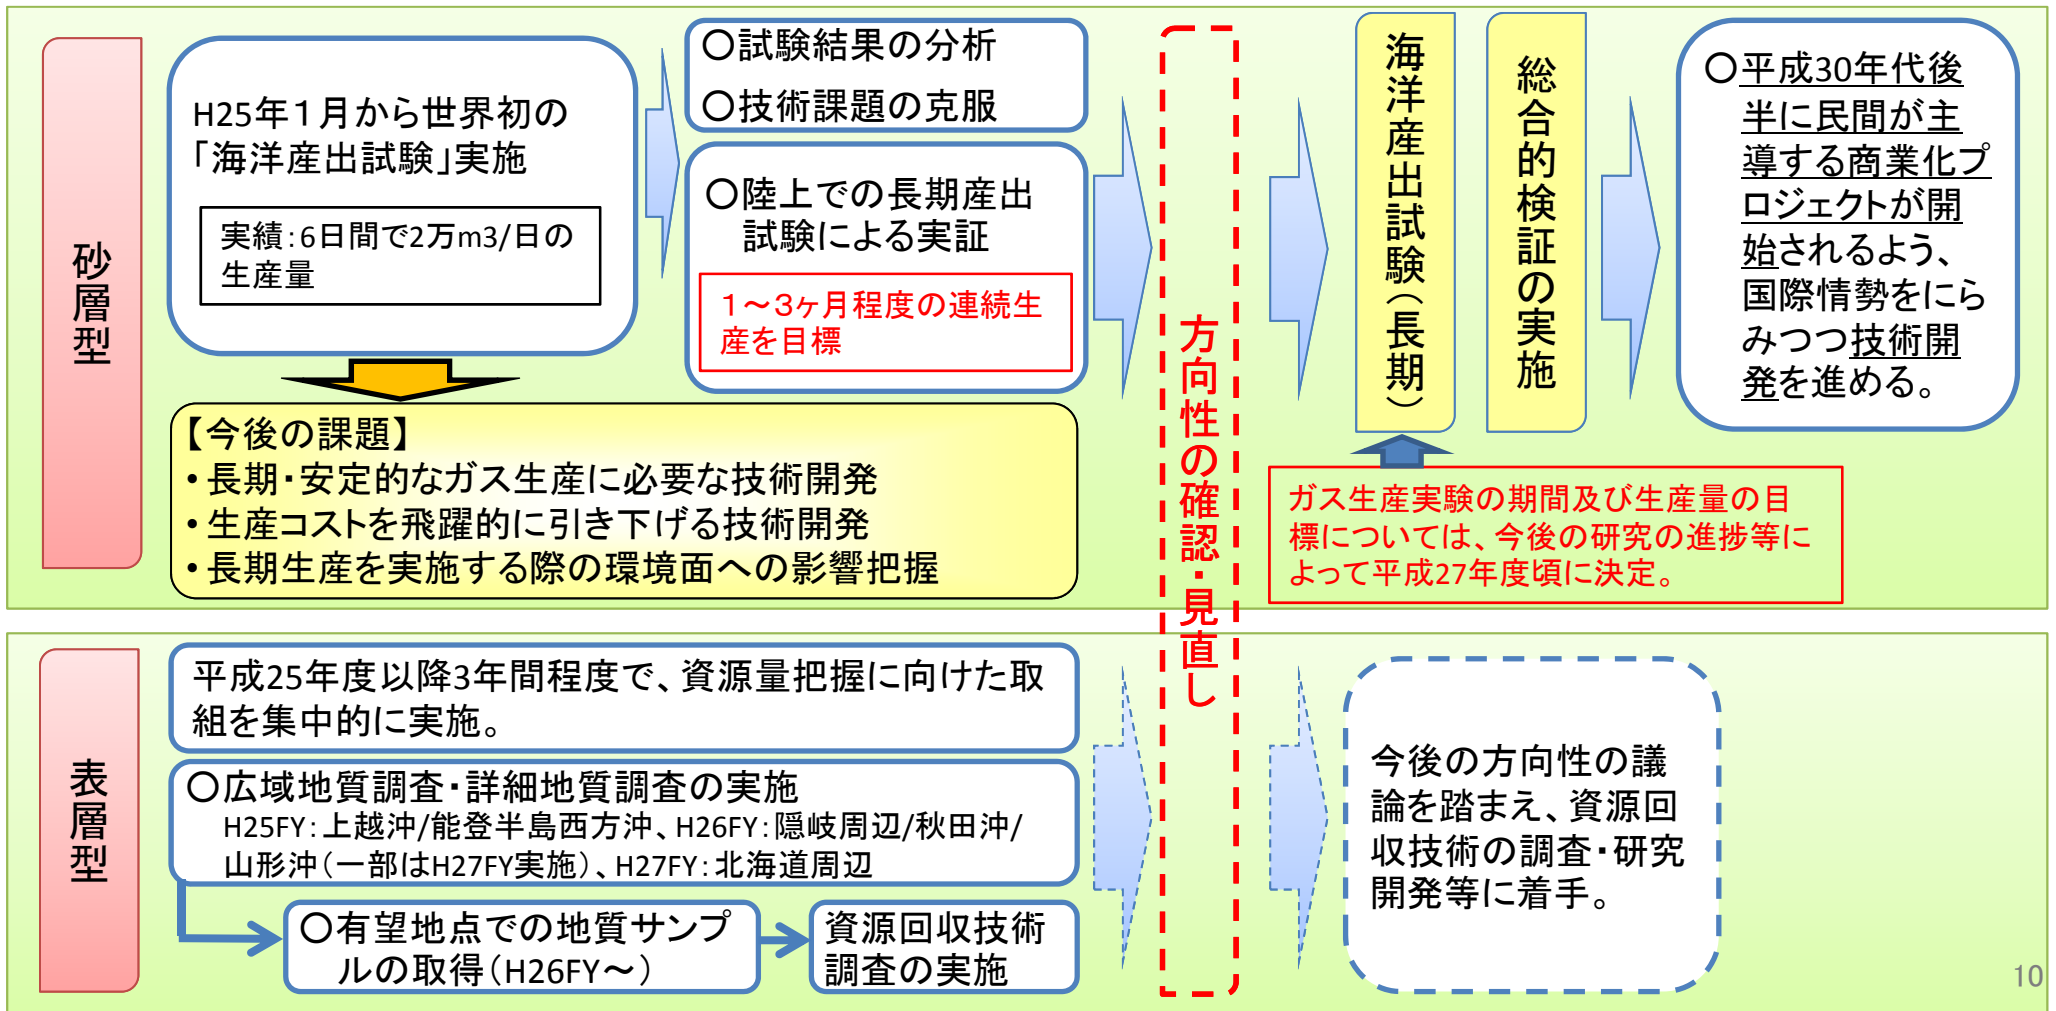 砂層型
H25年1月から世界初の
「海洋産出試験」実施
実績：6日間で2万m3/日の
生産量
〇試験結果の分析
〇技術課題の克服
〇陸上での長期産出
試験による実証
1～3ヶ月程度の連続生
産を目標
【今後の課題】
•長期・安定的なガス生産に必要な技術開発
•生産コストを飛躍的に引き下げる技術開発
•長期生産を実施する際の環境面への影響把握
方向性の確認・見直し
海洋産出試験（長期）
総合的検証の実施
〇平成30年代後
半に民間が主
導する商業化プ
ロジェクトが開
始されるよう、
国際情勢をにら
みつつ技術開
発を進める。
ガス生産実験の期間及び生産量の目
標については、今後の研究の進捗等に
よって平成27年度頃に決定。
表層型
平成25年度以降3年間程度で、資源量把握に向けた取
組を集中的に実施。
〇広域地質調査・詳細地質調査の実施
H25FY：上越沖/能登半島西方沖、H26FY：隠岐周辺/秋田沖/
山形沖（一部はH27FY実施）、H27FY：北海道周辺
〇有望地点での地質サンプ
ルの取得（H26FY～）
資源回収技術
調査の実施
今後の方向性の議
論を踏まえ、資源回
収技術の調査・研究
開発等に着手。
10